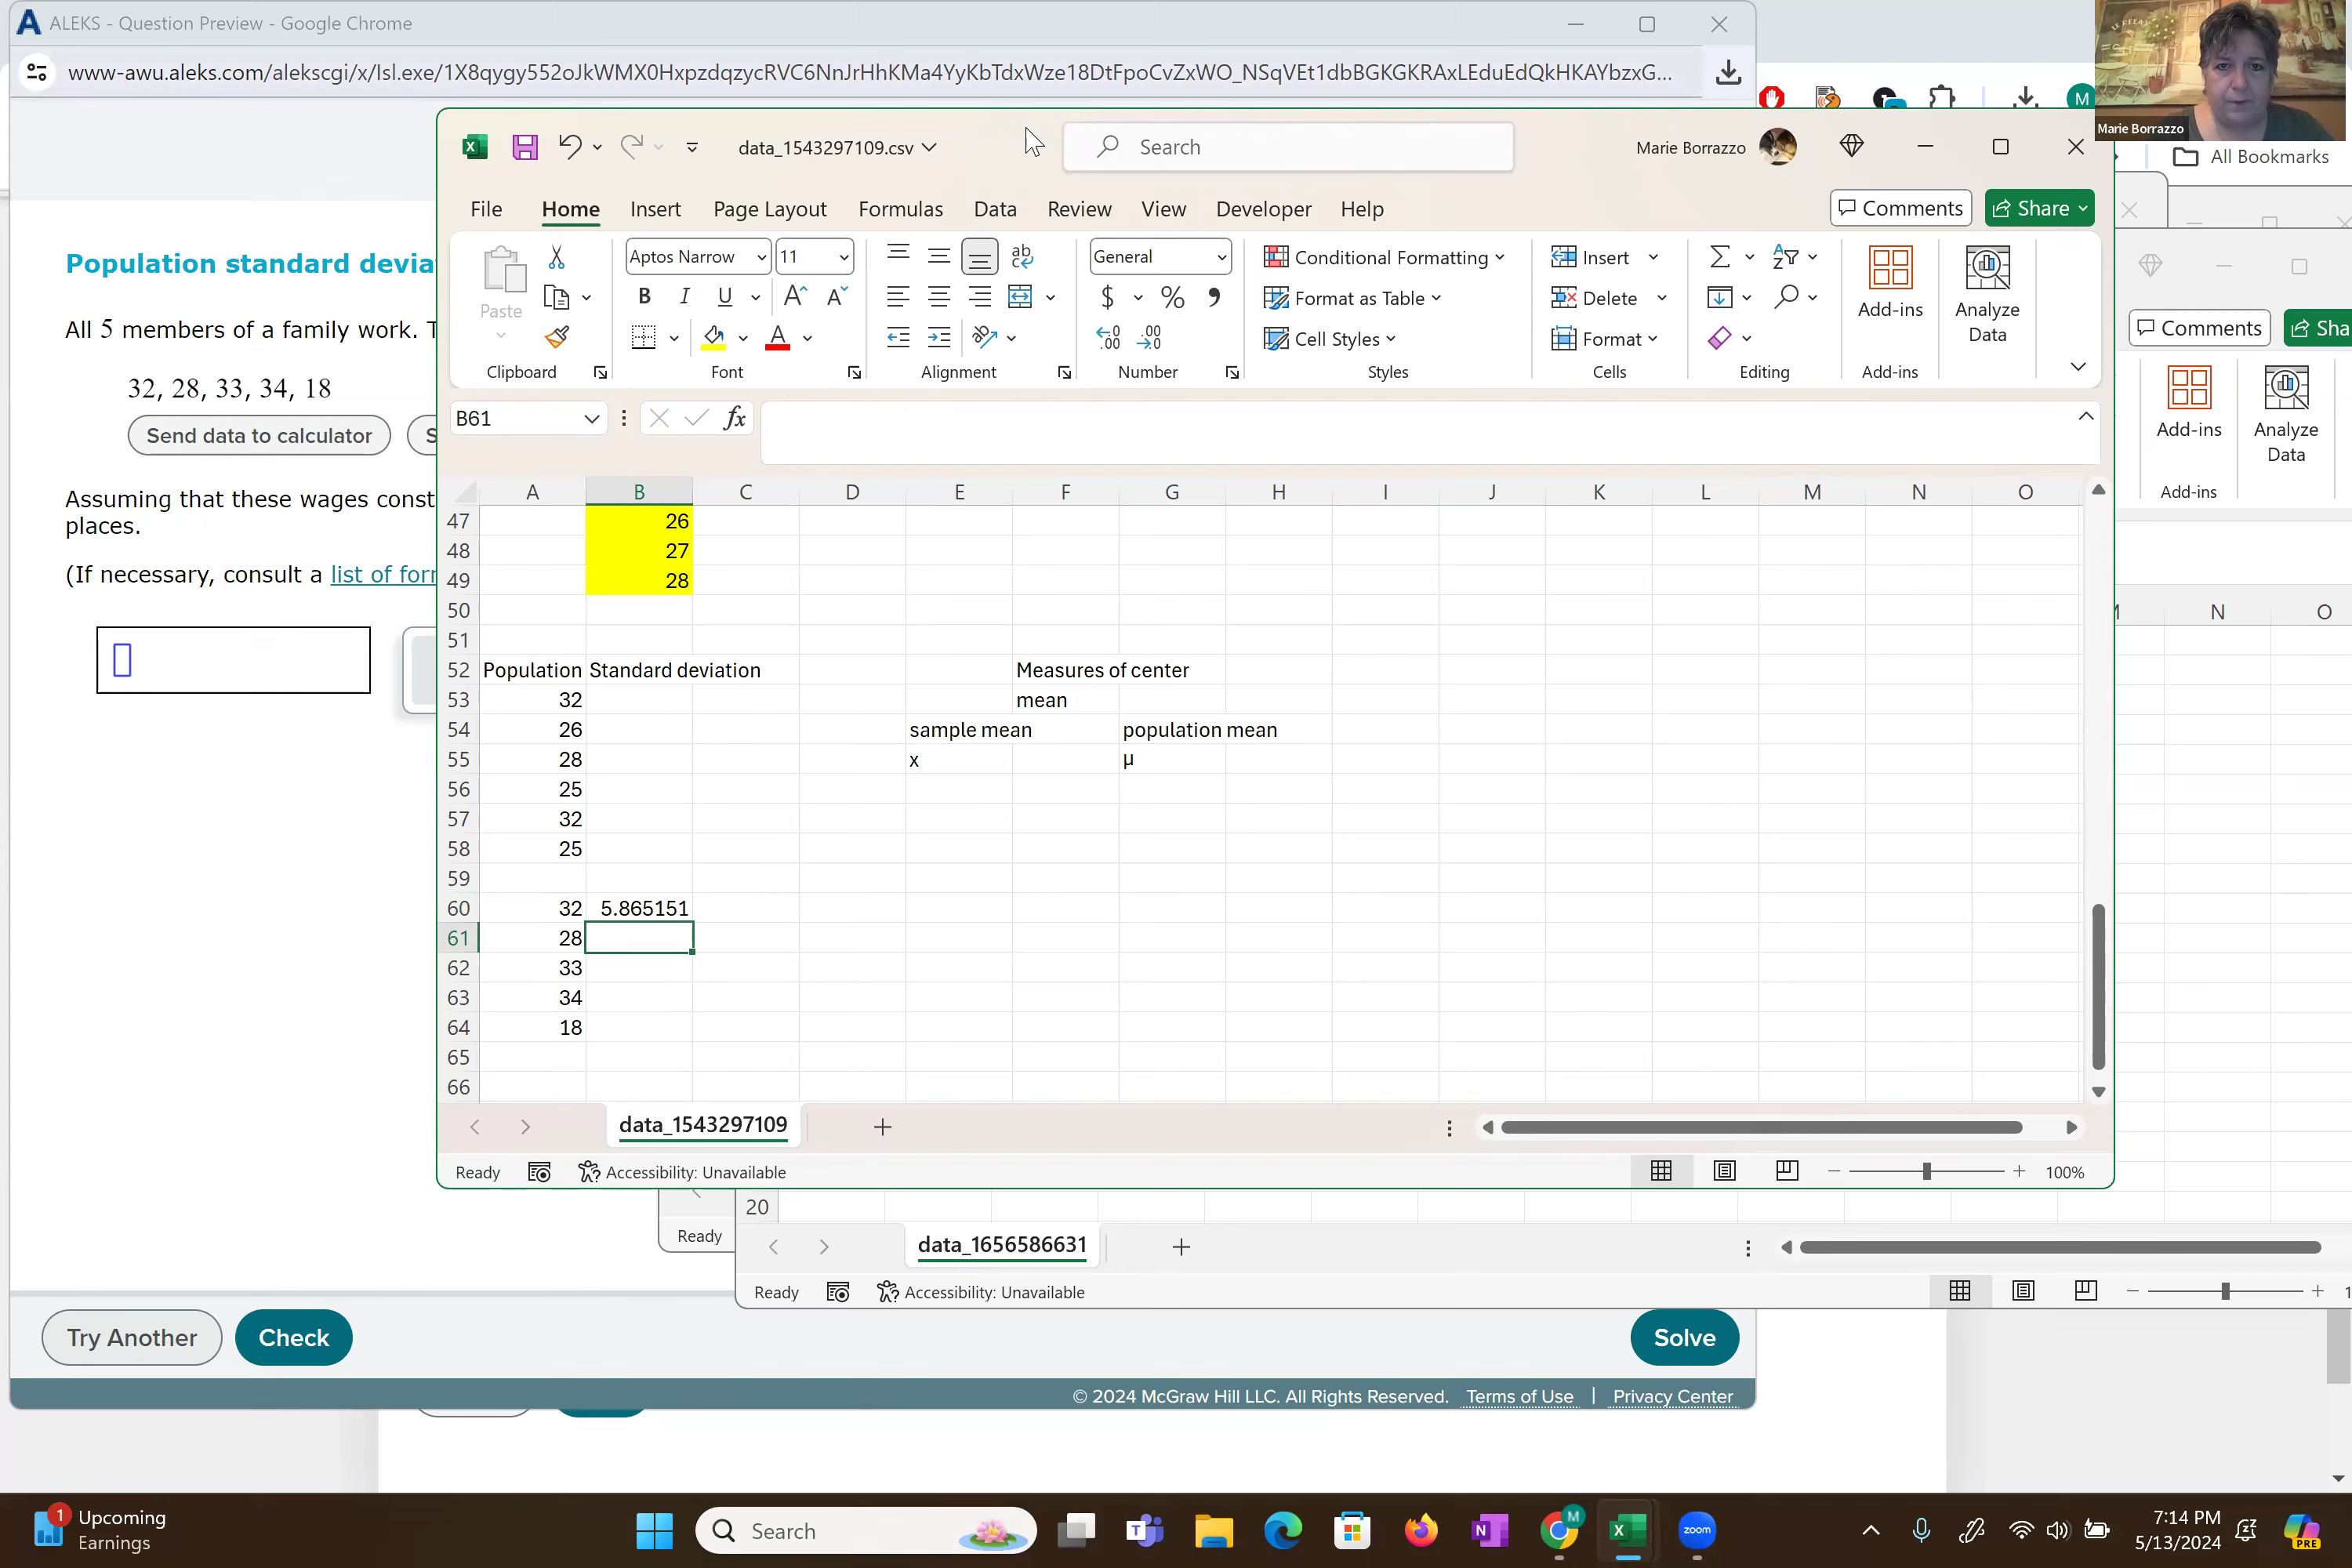 ALEKS - Question Preview - Google Chrome
www-awu.aleks.com/alekscgi/x/Isl.exe/1X8qygy552oJkWMX0HxpzdqzycRVC6NnJrHhKMa4YyKbTdxWze18DtFpoCvZxWO_NSqVEt1dbBGKGKRAxLEduEdQkHKAYbzxG...
M
Marie Borrazzo
All Bookmarks
data_1543297109.csv
Search
Marie Borrazzo
File Home Insert Page Layout Formulas Data Review View Developer Help
Comments Share
Paste
Clipboard
Aptos Narrow 11
B I U
Font
Alignment
General
$ %
Number
Conditional Formatting
Format as Table
Cell Styles
Styles
Insert
Delete
Format
Cells
Editing
Add-ins
Add-ins
Analyze
Data
B61 fx
A B C D E F G H I J K L M N O
47 26
48 27
49 28
50
51
52 Population Standard deviation Measures of center
53 32 mean
54 26 sample mean population mean
55 28 x μ
56 25
57 32
58 25
59
60 32 5.865151
61 28
62 33
63 34
64 18
65
66
data_1543297109
Ready Accessibility: Unavailable 100%
Population standard devia
All 5 members of a family work. T
32, 28, 33, 34, 18
Send data to calculator S
Assuming that these wages const
places.
(If necessary, consult a list of for
Comments Sha
Add-ins
Analyze
Data
Add-ins
N O
20
Ready
data_1656586631
Ready Accessibility: Unavailable
Try Another Check Solve
© 2024 McGraw Hill LLC. All Rights Reserved. Terms of Use | Privacy Center
1
Upcoming
Earnings
Search
zoom
7:14 PM
5/13/2024
PRE